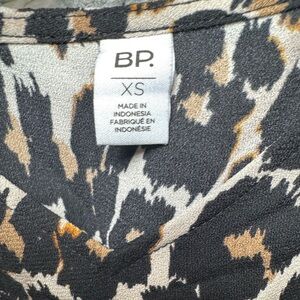 BP.
XS
MADE IN
INDONESIA
FABRIQUÉ EN
INDONÉSIE